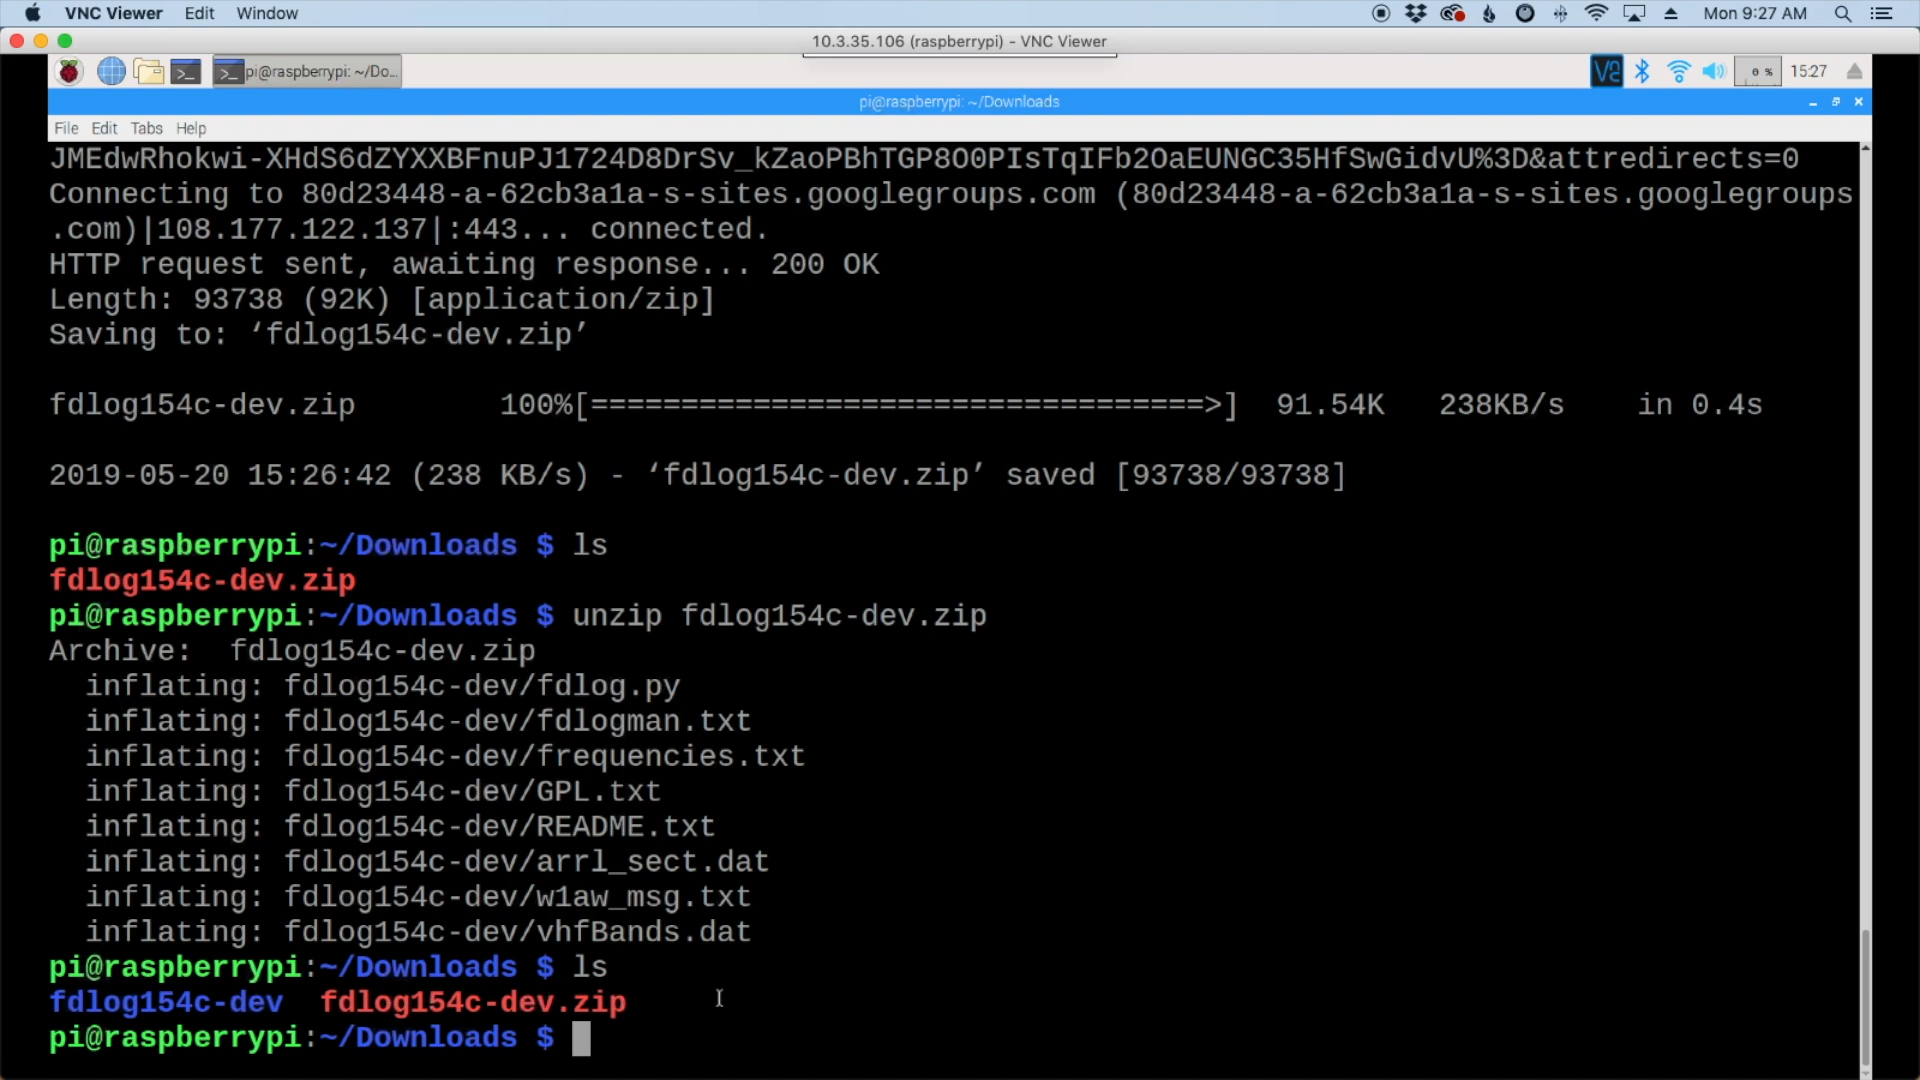 VNC Viewer Edit Window Mon 9:27 AM
10.3.35.106 (raspberrypi) - VNC Viewer
pi@raspberrypi: ~/Do... 0 % 15:27
pi@raspberrypi: ~/Downloads
File Edit Tabs Help
JMEdwRhokwi-XHdS6dZYXXBFnuPJ1724D8DrSv_kZaoPBhTGP8O0PIsTqIFb2OaEUNGC35HfSwGidvU%3D&attredirects=0
Connecting to 80d23448-a-62cb3a1a-s-sites.googlegroups.com (80d23448-a-62cb3a1a-s-sites.googlegroups
.com)|108.177.122.137|:443... connected.
HTTP request sent, awaiting response... 200 OK
Length: 93738 (92K) [application/zip]
Saving to: ‘fdlog154c-dev.zip’
fdlog154c-dev.zip 100%[==================================>] 91.54K 238KB/s in 0.4s
2019-05-20 15:26:42 (238 KB/s) - ‘fdlog154c-dev.zip’ saved [93738/93738]
pi@raspberrypi:~/Downloads $ ls
fdlog154c-dev.zip
pi@raspberrypi:~/Downloads $ unzip fdlog154c-dev.zip
Archive: fdlog154c-dev.zip
inflating: fdlog154c-dev/fdlog.py
inflating: fdlog154c-dev/fdlogman.txt
inflating: fdlog154c-dev/frequencies.txt
inflating: fdlog154c-dev/GPL.txt
inflating: fdlog154c-dev/README.txt
inflating: fdlog154c-dev/arrl_sect.dat
inflating: fdlog154c-dev/w1aw_msg.txt
inflating: fdlog154c-dev/vhfBands.dat
pi@raspberrypi:~/Downloads $ ls
fdlog154c-dev fdlog154c-dev.zip
pi@raspberrypi:~/Downloads $